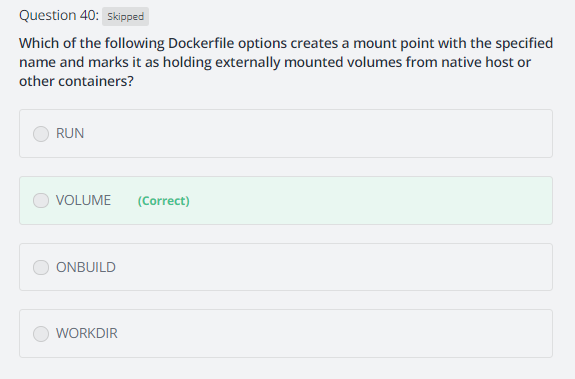 Question 40: Skipped
Which of the following Dockerfile options creates a mount point with the specified
name and marks it as holding externally mounted volumes from native host or
other containers?
RUN
VOLUME (Correct)
ONBUILD
WORKDIR